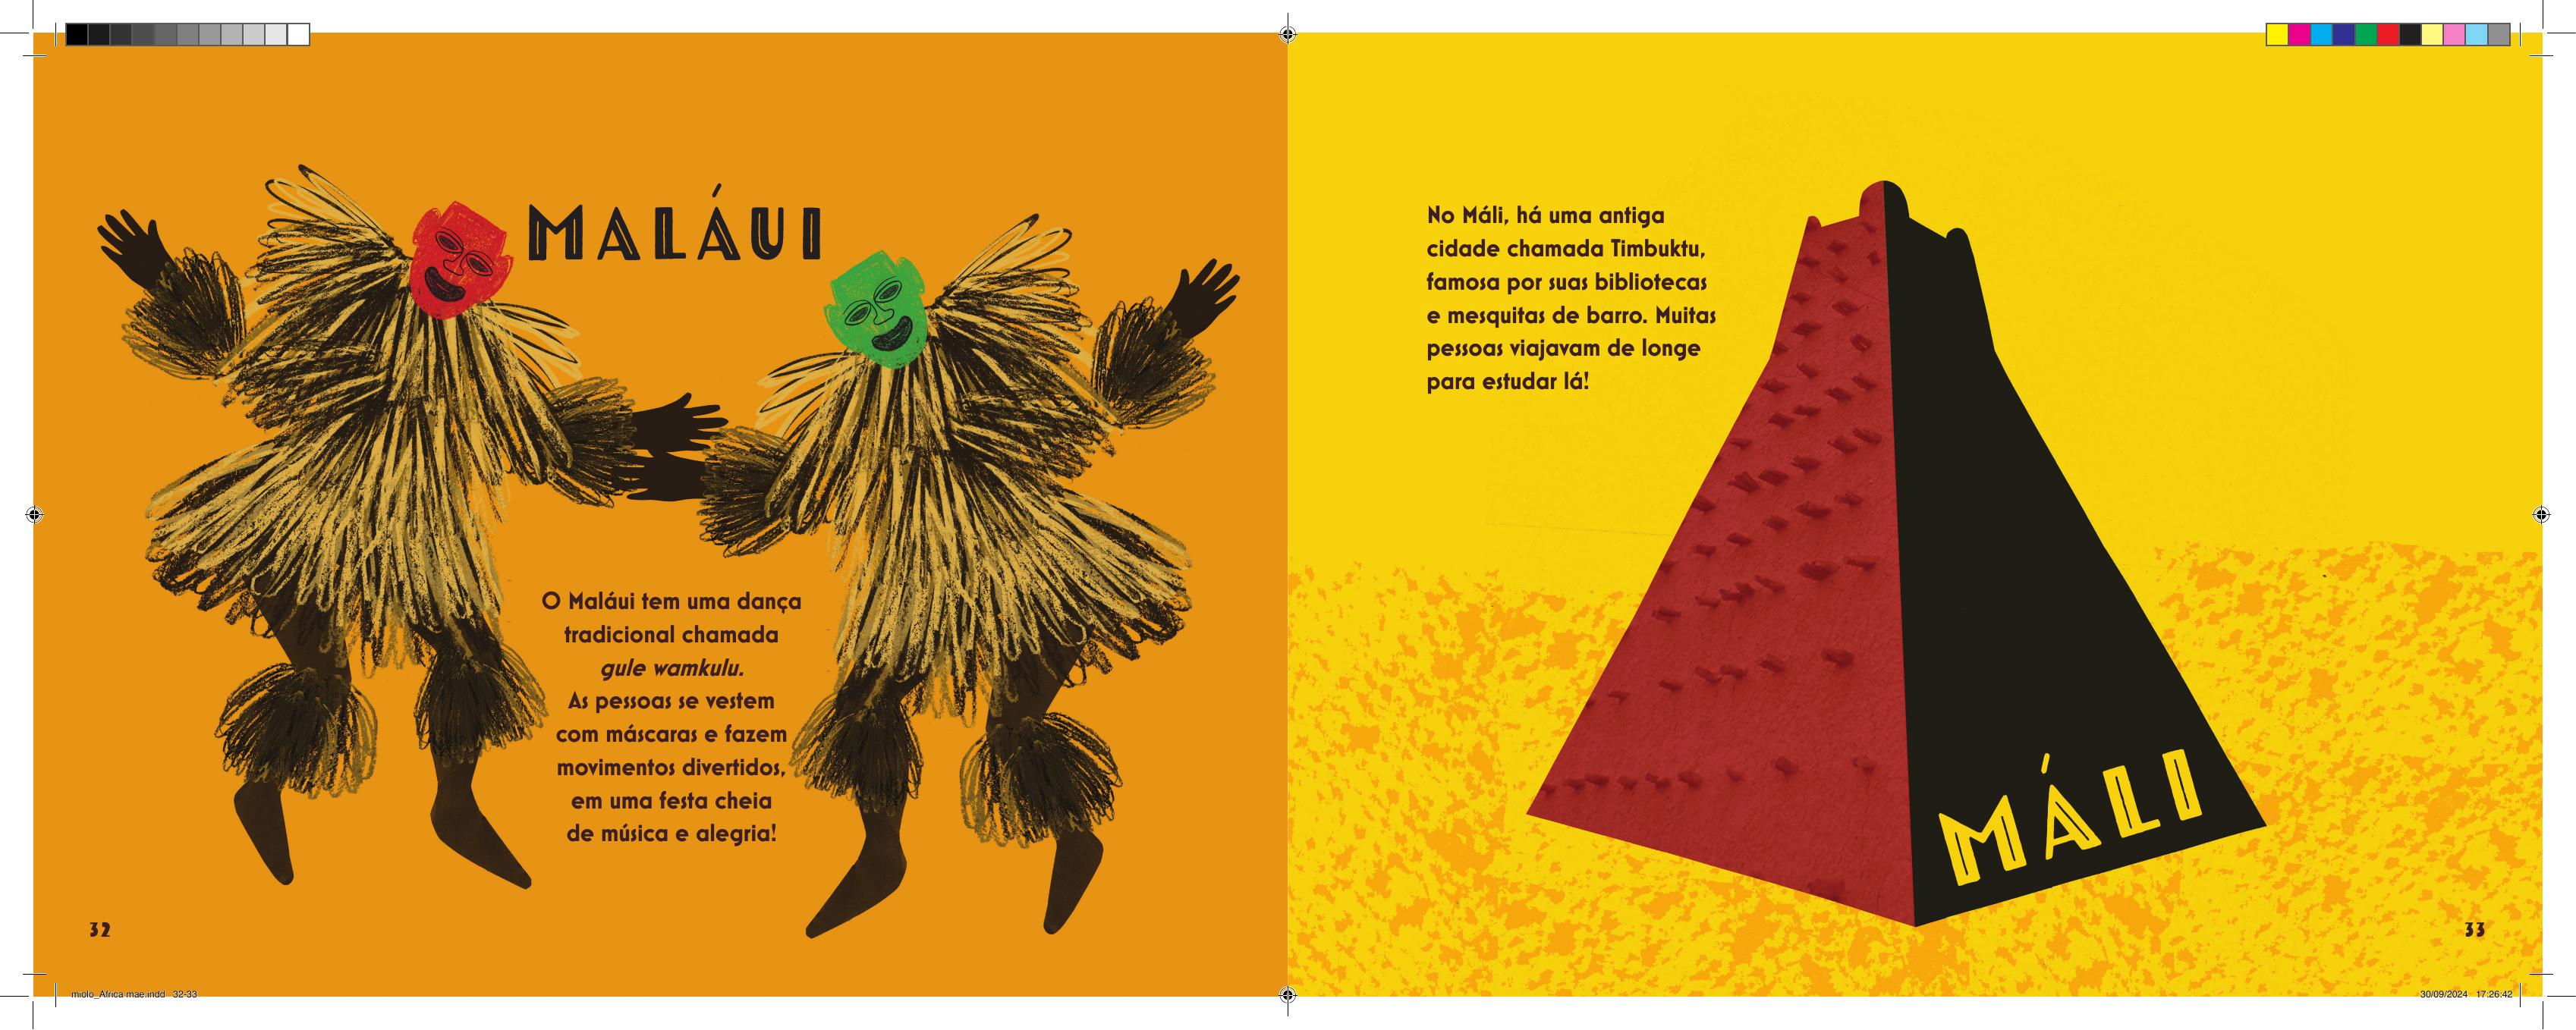 MALÁUI
O Maláui tem uma dança
tradicional chamada
gule wamkulu.
As pessoas se vestem
com máscaras e fazem
movimentos divertidos,
em uma festa cheia
de música e alegria!
32
No Máli, há uma antiga
cidade chamada Timbuktu,
famosa por suas bibliotecas
e mesquitas de barro. Muitas
pessoas viajavam de longe
para estudar lá!
MÁLI
33
miolo_Africa mae.indd   32-33
30/09/2024   17:26:42